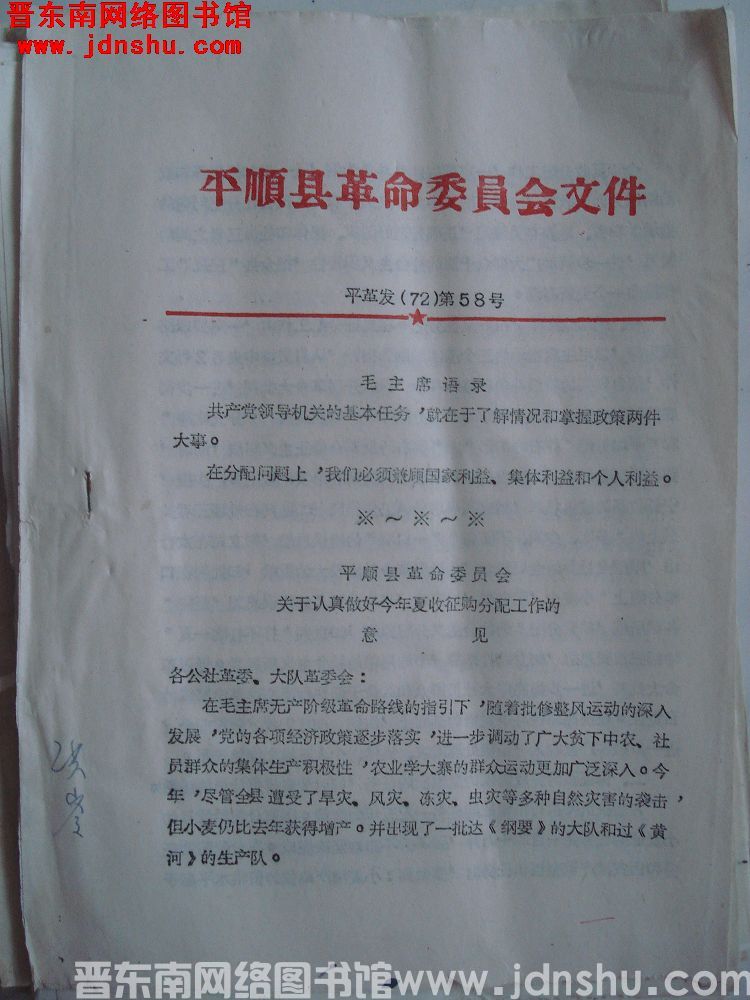 晋东南网络图书馆
www.jdnshu.com
平順县革命委員会文件
平革发(72)第58号
毛主席语录
共产党领导机关的基本任务,就在于了解情况和掌握政策两件
大事。
在分配问题上,我们必须兼顾国家利益、集体利益和个人利益。
※~※~※
平顺县革命委员会
关于认真做好今年夏收征购分配工作的
意见
各公社革委、大队革委会:
在毛主席无产阶级革命路线的指引下,随着批修整风运动的深入
发展,党的各项经济政策逐步落实,进一步调动了广大贫下中农、社
员群众的集体生产积极性,农业学大寨的群众运动更加广泛深入。今
年,尽管全县遭受了旱灾、风灾、冻灾、虫灾等多种自然灾害的袭击,
但小麦仍比去年获得增产。并出现了一批达《纲要》的大队和过《黄
河》的生产队。
晋东南网络图书馆www.jdnshu.com